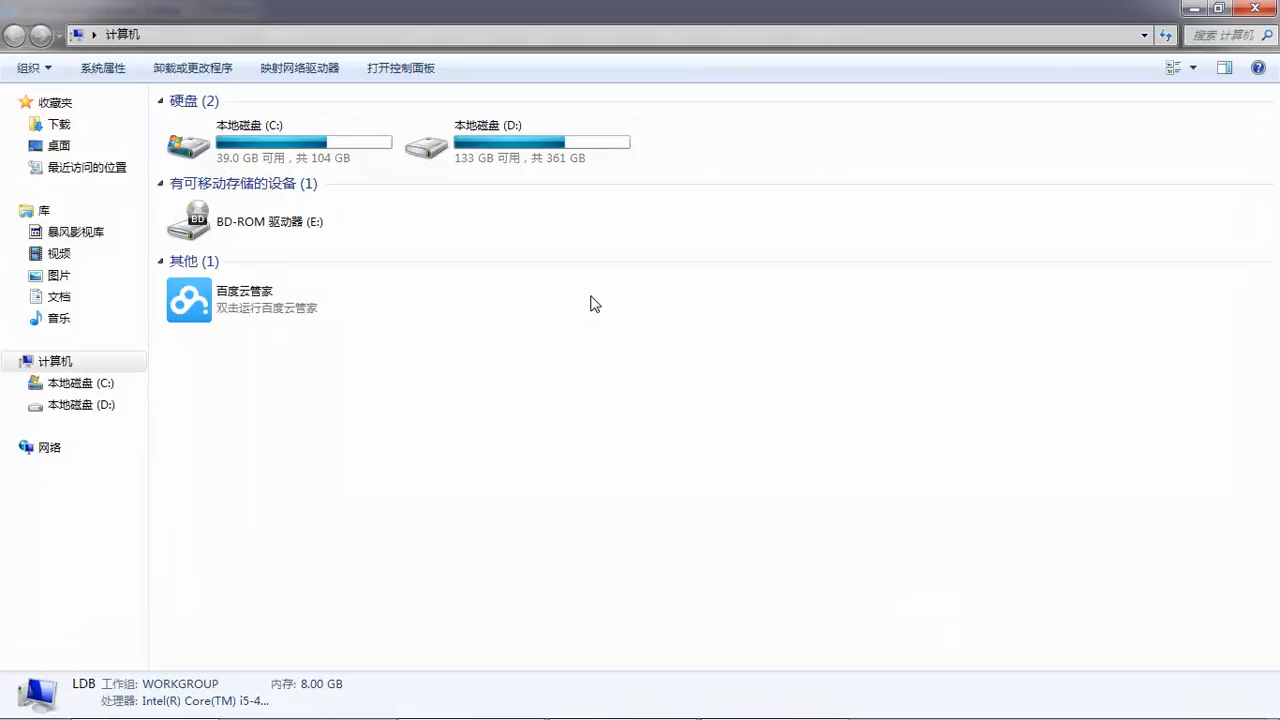 计算机
搜索 计算机
组织 系统属性 卸载或更改程序 映射网络驱动器 打开控制面板
收藏夹
下载
桌面
最近访问的位置
库
暴风影视库
视频
图片
文档
音乐
计算机
本地磁盘 (C:)
本地磁盘 (D:)
网络
硬盘 (2)
本地磁盘 (C:)
39.0 GB 可用，共 104 GB
本地磁盘 (D:)
133 GB 可用，共 361 GB
有可移动存储的设备 (1)
BD
BD-ROM 驱动器 (E:)
其他 (1)
百度云管家
双击运行百度云管家
LDB 工作组: WORKGROUP 内存: 8.00 GB
处理器: Intel(R) Core(TM) i5-4...